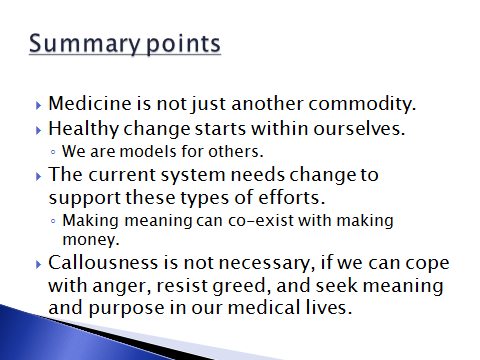 Summary points
Medicine is not just another commodity.
Healthy change starts within ourselves.
We are models for others.
The current system needs change to
support these types of efforts.
Making meaning can co-exist with making
money.
Callousness is not necessary, if we can cope
with anger, resist greed, and seek meaning
and purpose in our medical lives.